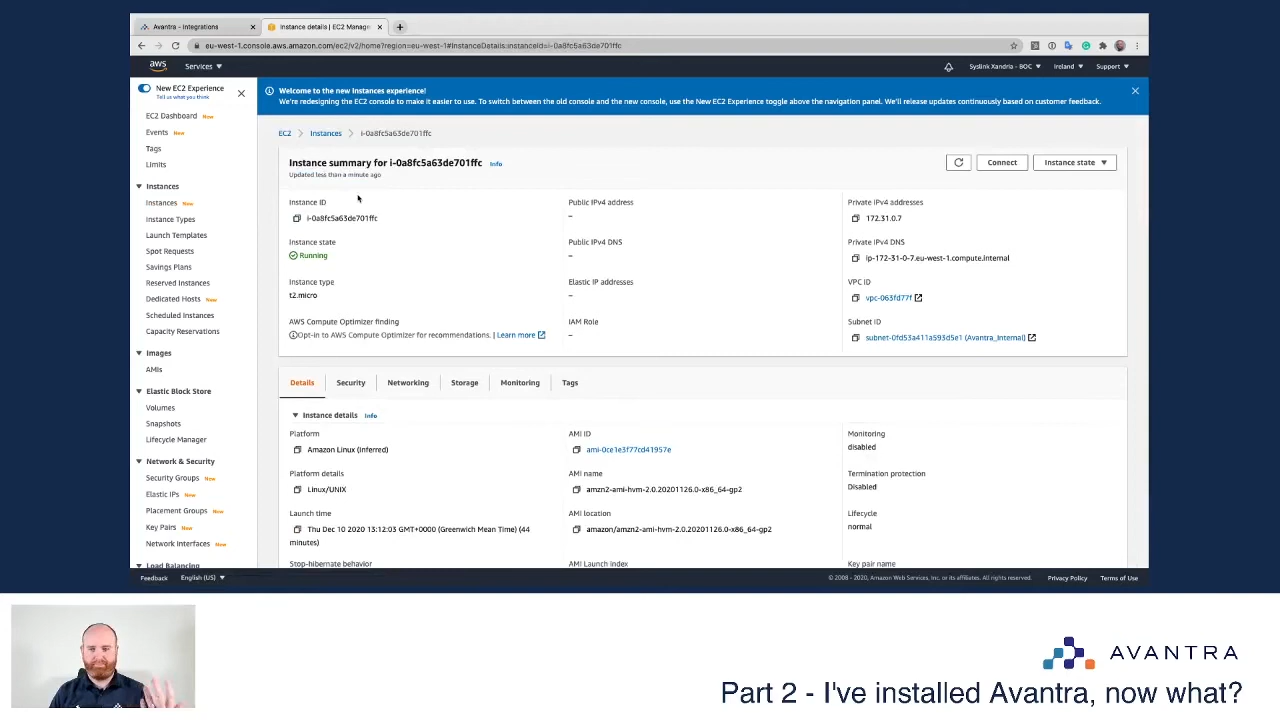 Avantra - Integrations
Instance details | EC2 Manage
eu-west-1.console.aws.amazon.com/ec2/v2/home?region=eu-west-1#InstanceDetails:instanceId=i-0a8fc5a63de701ffc
aws Services Syslink Xandria - BOC Ireland Support
New EC2 Experience
Tell us what you think
EC2 Dashboard New
Events New
Tags
Limits
Instances
Instances New
Instance Types
Launch Templates
Spot Requests
Savings Plans
Reserved Instances
Dedicated Hosts New
Scheduled Instances
Capacity Reservations
Images
AMIs
Elastic Block Store
Volumes
Snapshots
Lifecycle Manager
Network & Security
Security Groups New
Elastic IPs New
Placement Groups New
Key Pairs New
Network Interfaces New
Load Balancing
Welcome to the new instances experience!
We're redesigning the EC2 console to make it easier to use. To switch between the old console and the new console, use the New EC2 Experience toggle above the navigation panel. We'll release updates continuously based on customer feedback.
EC2 Instances i-0a8fc5a63de701ffc
Instance summary for i-0a8fc5a63de701ffc Info
Updated less than a minute ago
Connect
Instance state
Instance ID
i-0a8fc5a63de701ffc
Public IPv4 address
–
Private IPv4 addresses
172.31.0.7
Instance state
Running
Public IPv4 DNS
–
Private IPv4 DNS
ip-172-31-0-7.eu-west-1.compute.internal
Instance type
t2.micro
Elastic IP addresses
–
VPC ID
vpc-063fd77f
AWS Compute Optimizer finding
Opt-in to AWS Compute Optimizer for recommendations. | Learn more
IAM Role
–
Subnet ID
subnet-0fd53a411a593d5e1 (Avantra_Internal)
Details Security Networking Storage Monitoring Tags
Instance details Info
Platform
Amazon Linux (Inferred)
AMI ID
ami-0ce1e3f77cd41957e
Monitoring
disabled
Platform details
Linux/UNIX
AMI name
amzn2-ami-hvm-2.0.20201126.0-x86_64-gp2
Termination protection
Disabled
Launch time
Thu Dec 10 2020 13:12:03 GMT+0000 (Greenwich Mean Time) (44
minutes)
AMI location
amazon/amzn2-ami-hvm-2.0.20201126.0-x86_64-gp2
Lifecycle
normal
Stop-hibernate behavior
AMI Launch index
Key pair name
Feedback English (US) © 2008 - 2020, Amazon Web Services, Inc. or its affiliates. All rights reserved. Privacy Policy Terms of Use
AVANTRA
Part 2 - I've installed Avantra, now what?